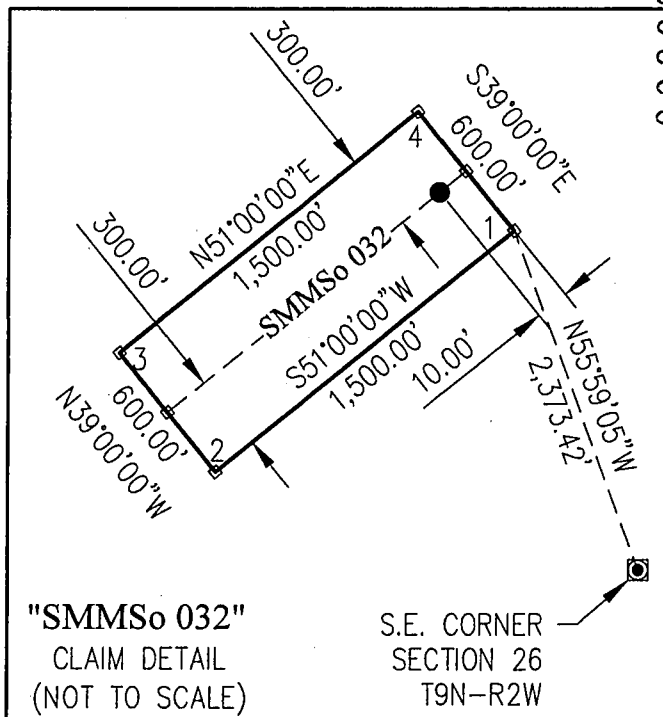 300.00'
S39°00'00"E
600.00'
4
N51°00'00"E
1,500.00'
1
300.00'
SMMSo 032
S51°00'00"W
1,500.00'
10.00'
N55°59'05"W
2,373.42'
3
600.00'
N39°00'00"W
2
"SMMSo 032"
CLAIM DETAIL
(NOT TO SCALE)
S.E. CORNER
SECTION 26
T9N-R2W